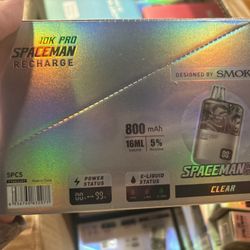 10K PRO
SPACEMAN
RECHARGE
DESIGNED BY SMOK
800 mAh
16ML 5%
SPACEMAN
5PCS
POWER
STATUS
E-LIQUID
STATUS
CLEAR